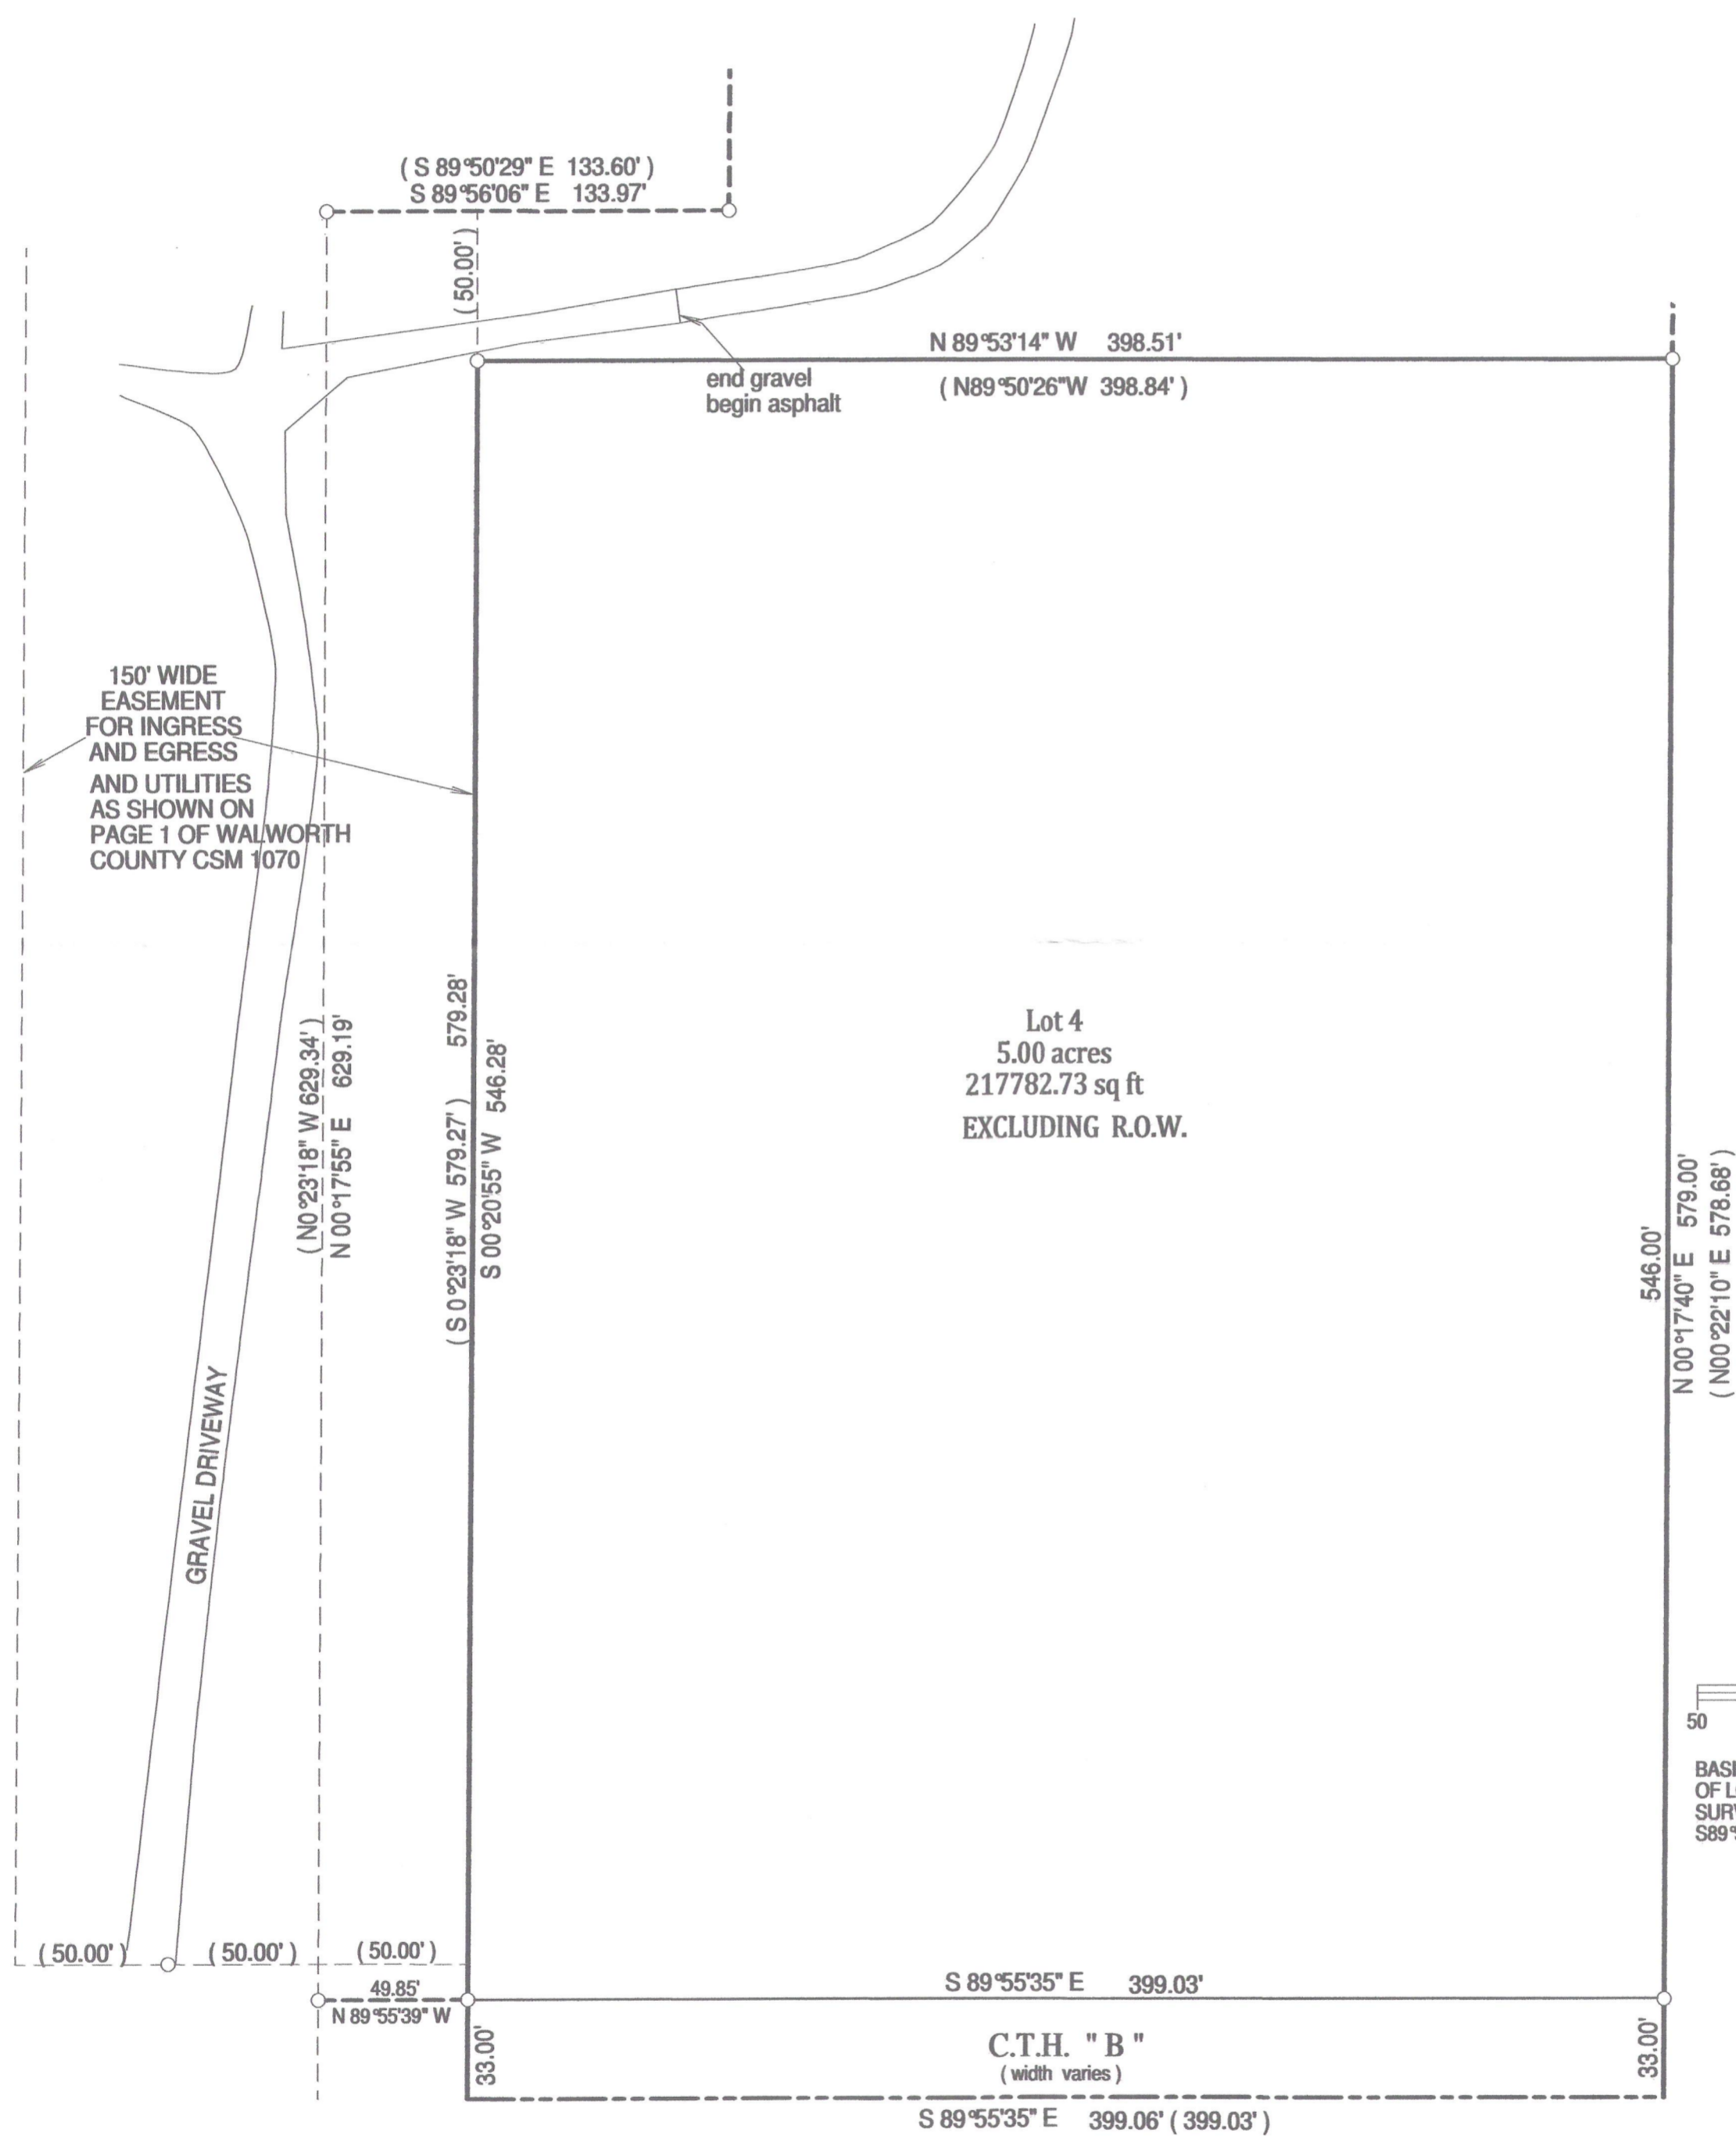 ( S 89°50'29" E 133.60' )
S 89°56'06" E 133.97'
( 50.00' )
N 89°53'14" W 398.51'
( N89°50'26"W 398.84' )
end gravel
begin asphalt
150' WIDE
EASEMENT
FOR INGRESS
AND EGRESS
AND UTILITIES
AS SHOWN ON
PAGE 1 OF WALWORTH
COUNTY CSM 1070
( N0°23'18" W 629.34' )
N 00°17'55" E 629.19'
( S 0°23'18" W 579.27' ) 579.28'
S 00°20'55" W 546.28'
Lot 4
5.00 acres
217782.73 sq ft
EXCLUDING R.O.W.
546.00'
N 00°17'40" E 579.00'
( N00°22'10" E 578.68' )
GRAVEL DRIVEWAY
50
BASI
OF L
SUR
S89°
( 50.00' ) ( 50.00' ) ( 50.00' )
49.85'
N 89°55'39" W
S 89°55'35" E 399.03'
33.00'
C.T.H. " B "
( width varies )
33.00'
S 89°55'35" E 399.06' ( 399.03' )